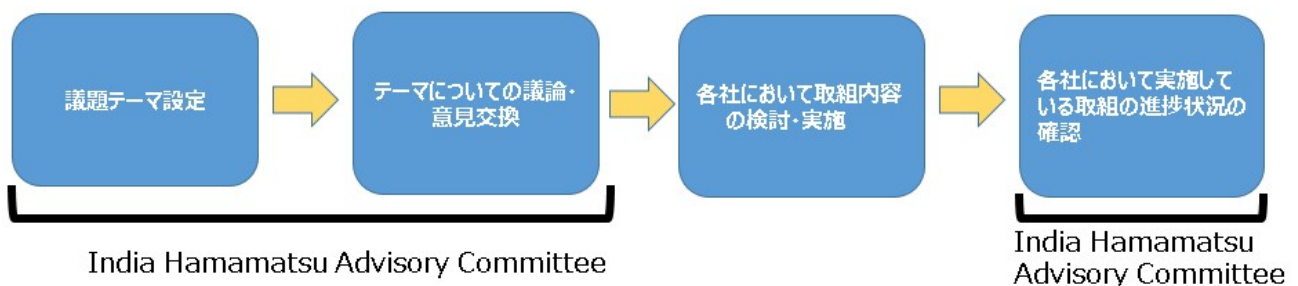 議題テーマ設定
テーマについての議論・
意見交換
各社において取組内容
の検討・実施
各社において実施して
いる取組の進捗状況の
確認
India Hamamatsu Advisory Committee
India Hamamatsu
Advisory Committee